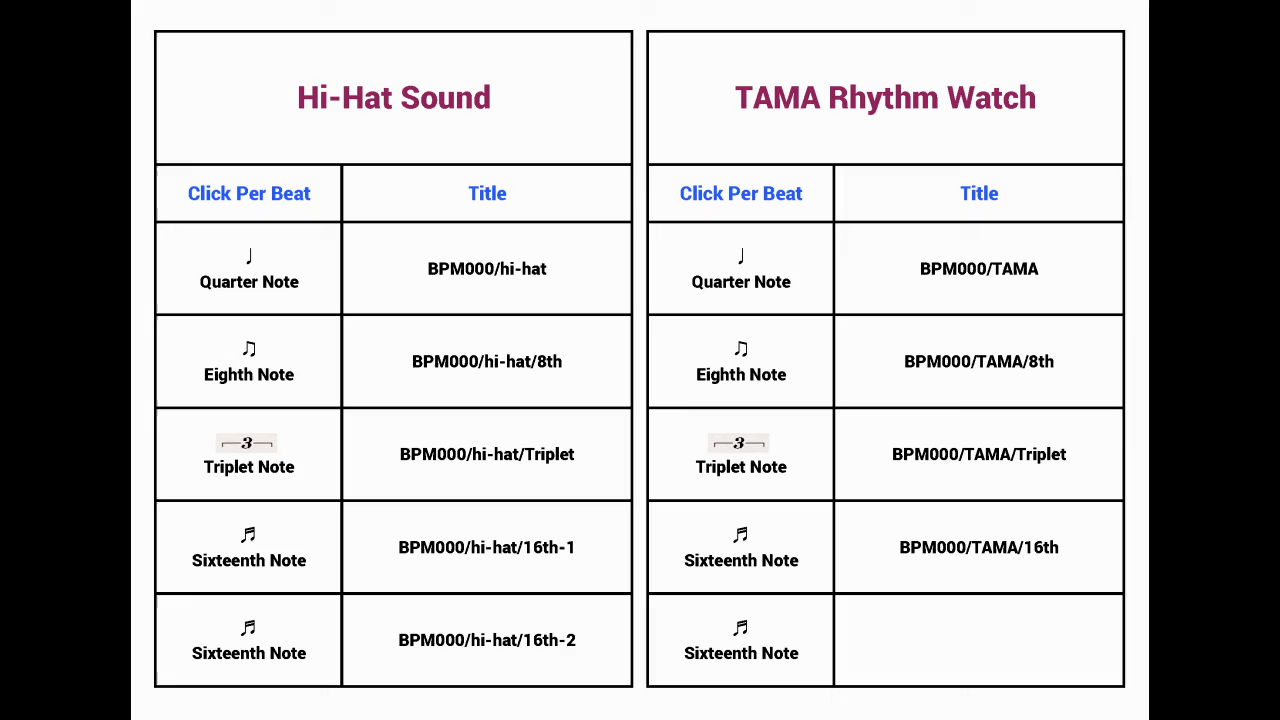 Hi-Hat Sound
Click Per Beat Title
♩
Quarter Note
BPM000/hi-hat
♫
Eighth Note
BPM000/hi-hat/8th
3
Triplet Note
BPM000/hi-hat/Triplet
♬
Sixteenth Note
BPM000/hi-hat/16th-1
♬
Sixteenth Note
BPM000/hi-hat/16th-2
TAMA Rhythm Watch
Click Per Beat Title
♩
Quarter Note
BPM000/TAMA
♫
Eighth Note
BPM000/TAMA/8th
3
Triplet Note
BPM000/TAMA/Triplet
♬
Sixteenth Note
BPM000/TAMA/16th
♬
Sixteenth Note